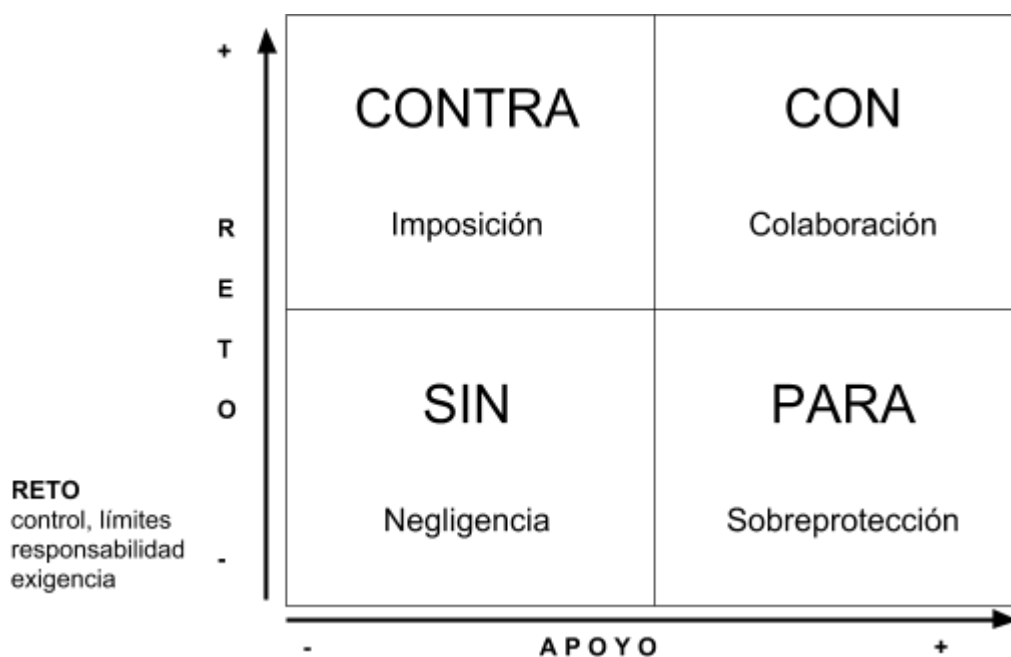 +
CONTRA
CON
Imposición
Colaboración
R
E
T
O
SIN
PARA
Negligencia
Sobreprotección
RETO
control, límites
responsabilidad
exigencia
-
- APOYO +